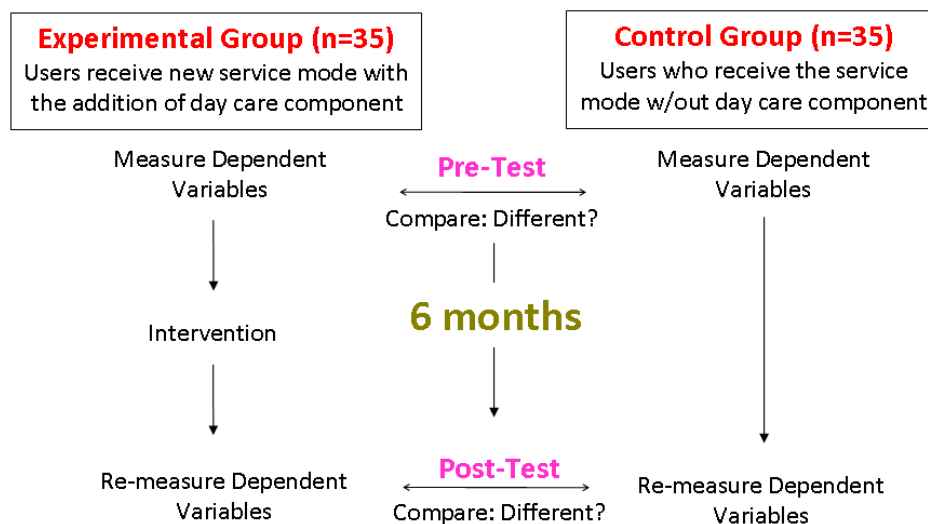 Experimental Group (n=35)
Users receive new service mode with
the addition of day care component
Control Group (n=35)
Users who receive the service
mode w/out day care component
Measure Dependent
Variables
Pre-Test
Compare: Different?
Measure Dependent
Variables
Intervention
6 months
Re-measure Dependent
Variables
Post-Test
Compare: Different?
Re-measure Dependent
Variables